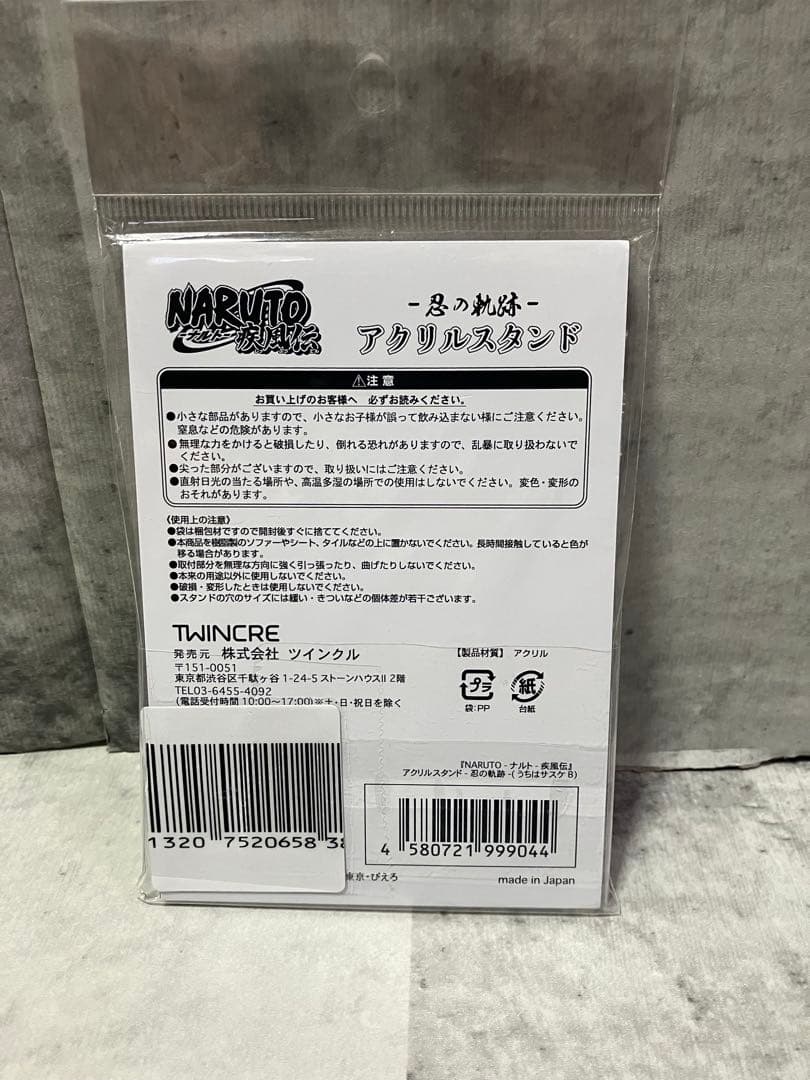 NARUTO
-ナルト-
疾風伝
-忍の軌跡-
アクリルスタンド
⚠注意
お買い上げのお客様へ 必ずお読みください。
●小さな部品がありますので、小さなお子様が誤って飲み込まない様にご注意ください。
窒息などの危険があります。
●無理な力をかけると破損したり、倒れる恐れがありますので、乱暴に取り扱わないで
ください。
●尖った部分がございますので、取り扱いにはご注意ください。
●直射日光の当たる場所や、高温多湿の場所での使用はしないでください。変色・変形の
おそれがあります。
《使用上の注意》
●袋は梱包材ですので開封後すぐに捨ててください。
●本商品を樹脂製のソファーやシート、タイルなどの上に置かないでください。長時間接触していると色が
移る場合があります。
●取付部分を無理な方向に強く引っ張ったり、曲げたりしないでください。
●本来の用途以外に使用しないでください。
●破損・変形したときは使用しないでください。
●スタンドの穴のサイズには緩い・きついなどの個体差が若干ございます。
TWINCRE
発売元 株式会社 ツインクル
〒151-0051
東京都渋谷区千駄ヶ谷1-24-5 ストーンハウスII 2階
TEL03-6455-4092
(電話受付時間 10:00〜17:00)※土・日・祝日を除く
【製品材質】 アクリル
プラ
袋:PP
紙
台紙
『NARUTO - ナルト - 疾風伝』
アクリルスタンド - 忍の軌跡 -(うちはサスケ B)
1320 7520658 38
4 580721 999044
東京・ぴえろ
made in Japan